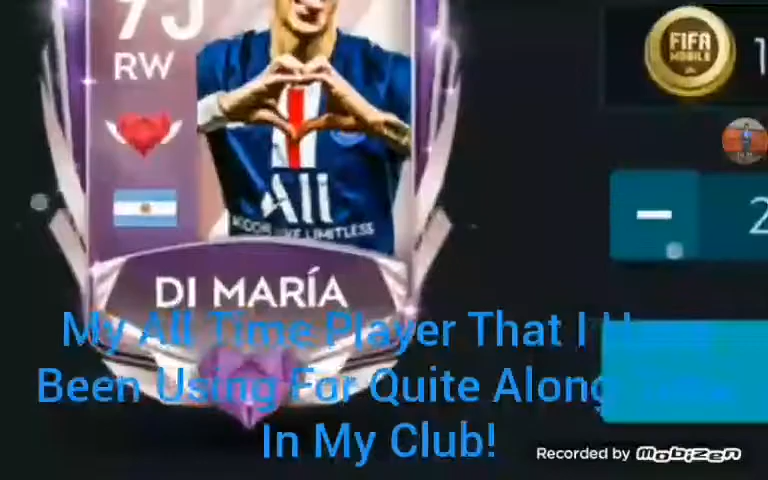 RW
FIFA
MOBILE
Ali
DI MARÍA
My All Time Player That I
Been Using For Quite Along
In My Club!
Recorded by Mobizen